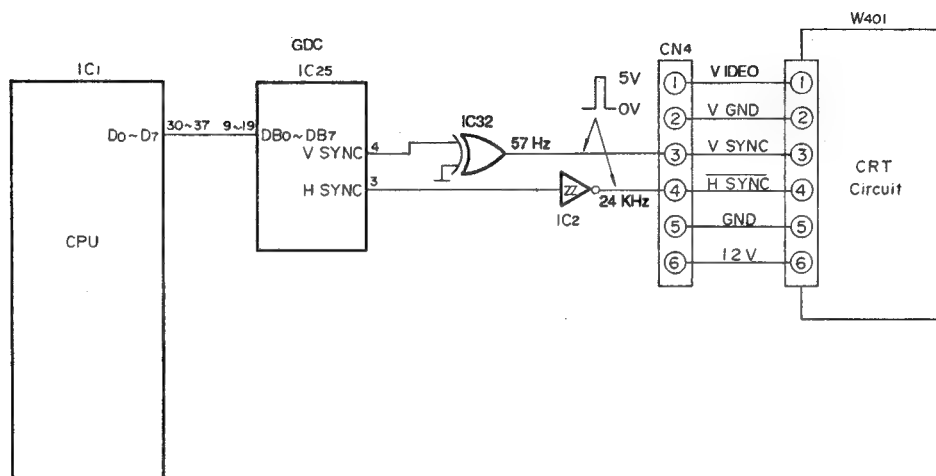 W401
GDC
CN4
IC1
IC25
5V
0V
1 VIDEO 1
2 V GND 2
IC32
D0~D7 30~37 9~19 DB0~DB7
57 Hz
V SYNC 4
3 V SYNC 3
CRT
Circuit
H SYNC 3
4 H SYNC 4
IC2
24 KHz
5 GND 5
CPU
6 12V 6